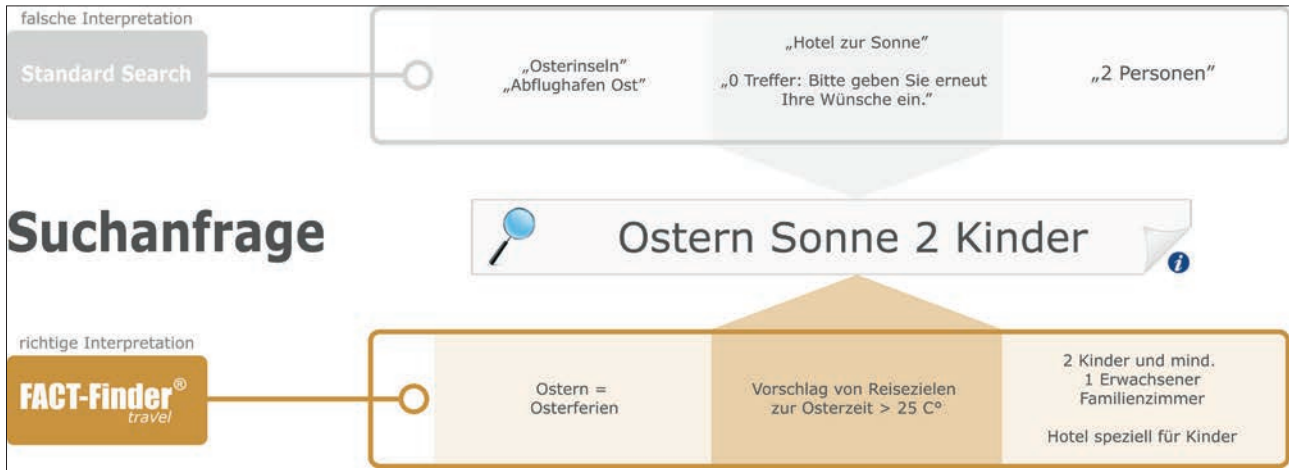 falsche Interpretation
Standard Search
„Osterinseln”
„Abflughafen Ost”
„Hotel zur Sonne”
„0 Treffer: Bitte geben Sie erneut
Ihre Wünsche ein.”
„2 Personen”
Suchanfrage
Ostern Sonne 2 Kinder
i
richtige Interpretation
FACT-Finder®
travel
Ostern =
Osterferien
Vorschlag von Reisezielen
zur Osterzeit > 25 C°
2 Kinder und mind.
1 Erwachsener
Familienzimmer
Hotel speziell für Kinder